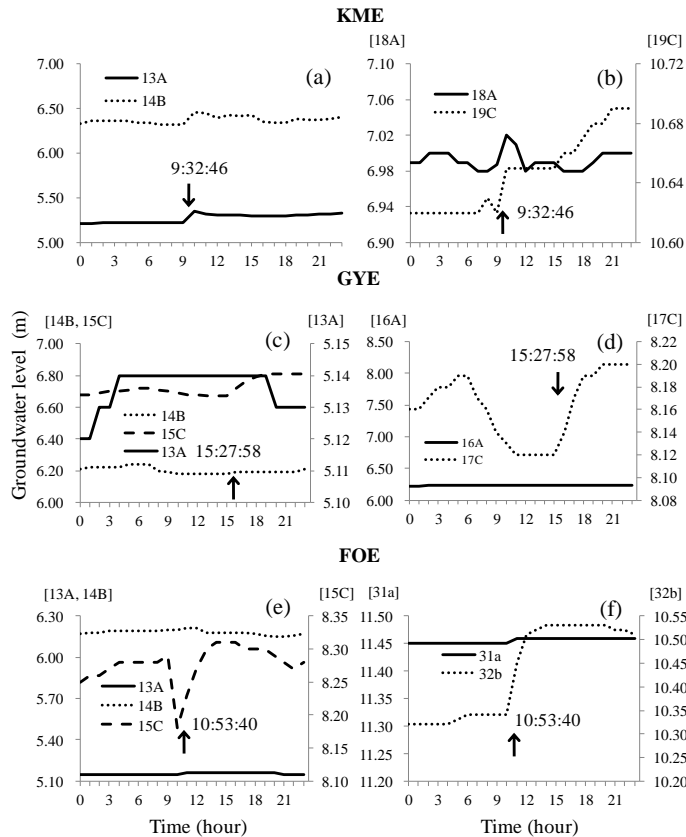 KME
[18A] [19C]
7.00 7.10 10.72
13A (a) (b)
14B 18A
6.50 7.06 19C 10.68
6.00 7.02
9:32:46 10.64
5.50 6.98
6.94 9:32:46
5.00 6.90 10.60
0 3 6 9 12 15 18 21 0 3 6 9 12 15 18 21
GYE
[14B, 15C] [13A] [16A] [17C]
7.00 (c) 5.15 8.50 (d) 8.22
6.80 5.14 8.00 15:27:58 8.20
8.18
6.60 14B 5.13 7.50 8.16
15C
6.40 13A 15:27:58 5.12 7.00 8.14
16A 8.12
6.20 5.11 6.50 17C 8.10
6.00 5.10 6.00 8.08
0 3 6 9 12 15 18 21 0 3 6 9 12 15 18 21
Groundwater level (m)
FOE
[13A, 14B] [15C] [31a] [32b]
6.30 (e) 8.35 11.50 (f) 10.55
6.00 8.30 11.45 10.50
31a 10.45
13A 8.25 11.40 32b 10.40
5.70 14B
15C 8.20 11.35 10.35
5.40 10:53:40 11.30 10:53:40 10.30
8.15 11.25 10.25
5.10 8.10 11.20 10.20
0 3 6 9 12 15 18 21 0 3 6 9 12 15 18 21
Time (hour) Time (hour)